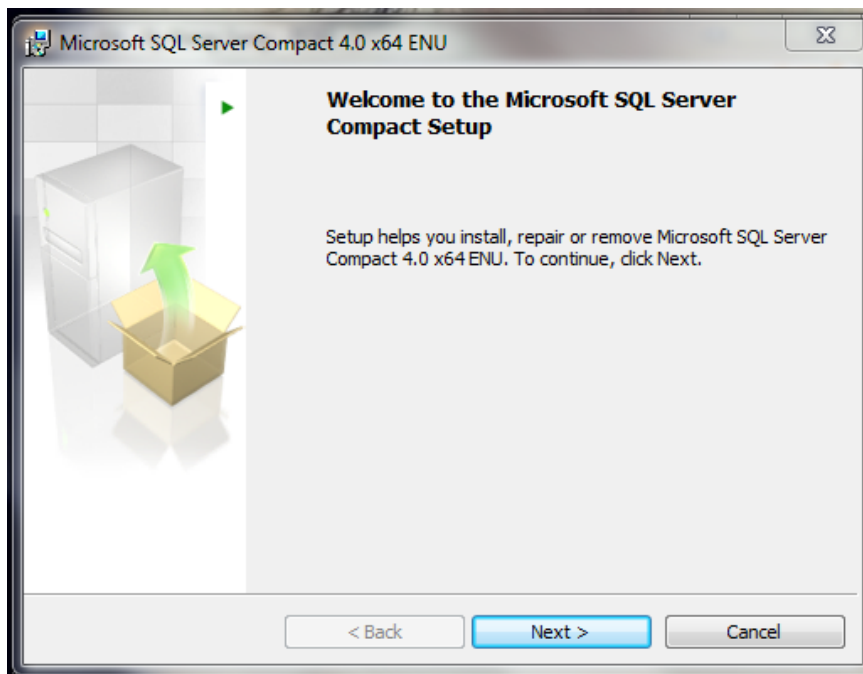 Microsoft SQL Server Compact 4.0 x64 ENU
Welcome to the Microsoft SQL Server
Compact Setup
Setup helps you install, repair or remove Microsoft SQL Server
Compact 4.0 x64 ENU. To continue, click Next.
< Back
Next >
Cancel